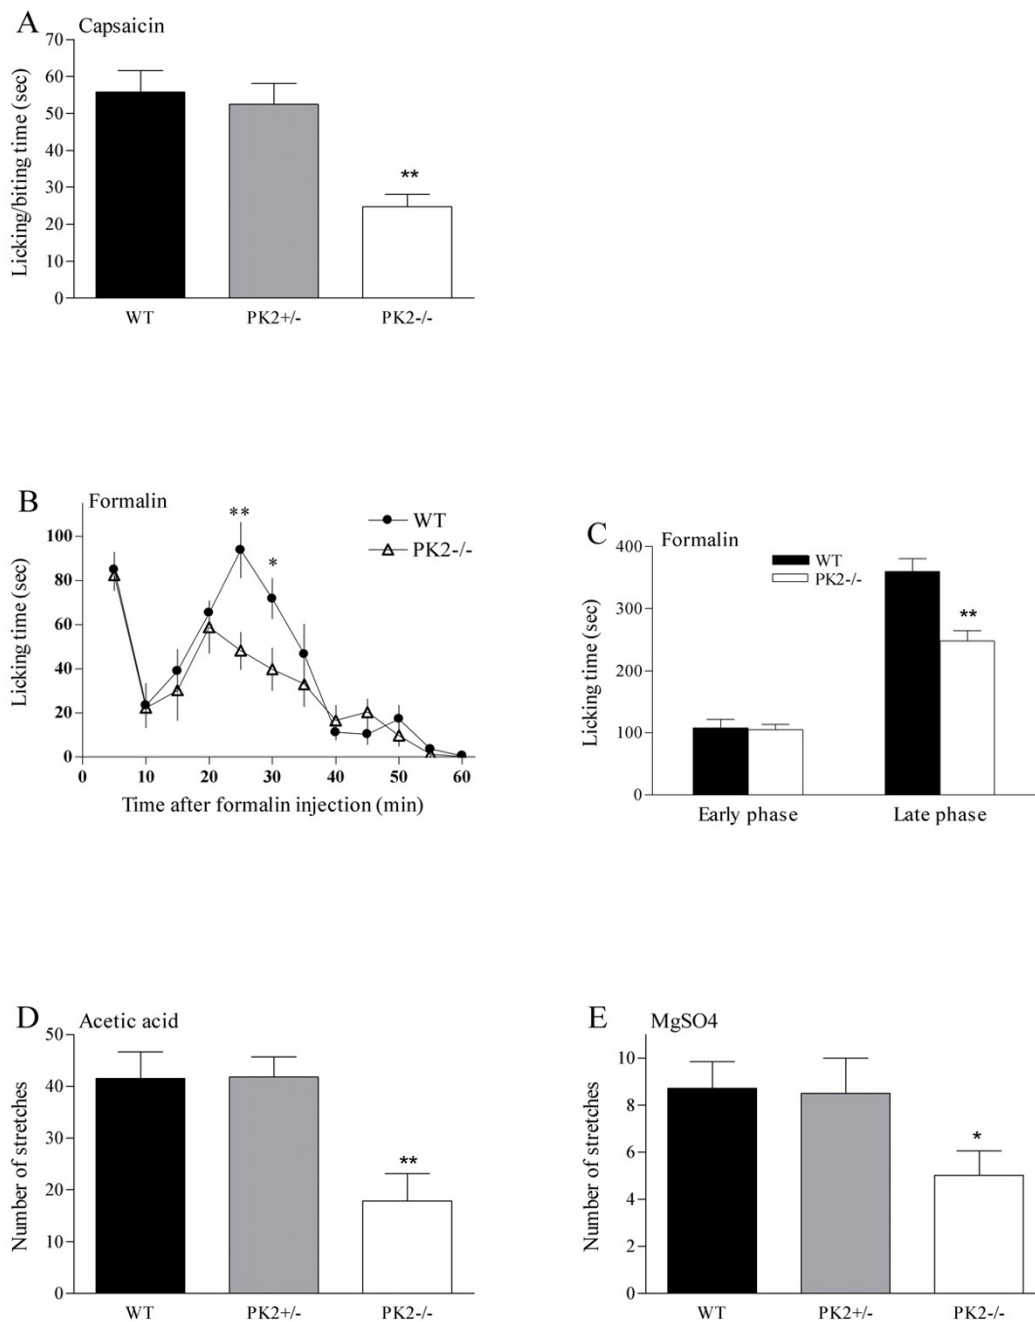 A Capsaicin
Licking/biting time (sec)
70
60
50
40
30
20
10
0
**
WT PK2+/- PK2-/-
B Formalin
Licking time (sec)
100
80
60
40
20
0
** *
WT
PK2-/-
0 10 20 30 40 50 60
Time after formalin injection (min)
C Formalin
Licking time (sec)
400
300
200
100
0
WT
PK2-/-
**
Early phase Late phase
D Acetic acid
Number of stretches
50
40
30
20
10
0
**
WT PK2+/- PK2-/-
E MgSO4
Number of stretches
10
8
6
4
2
0
*
WT PK2+/- PK2-/-